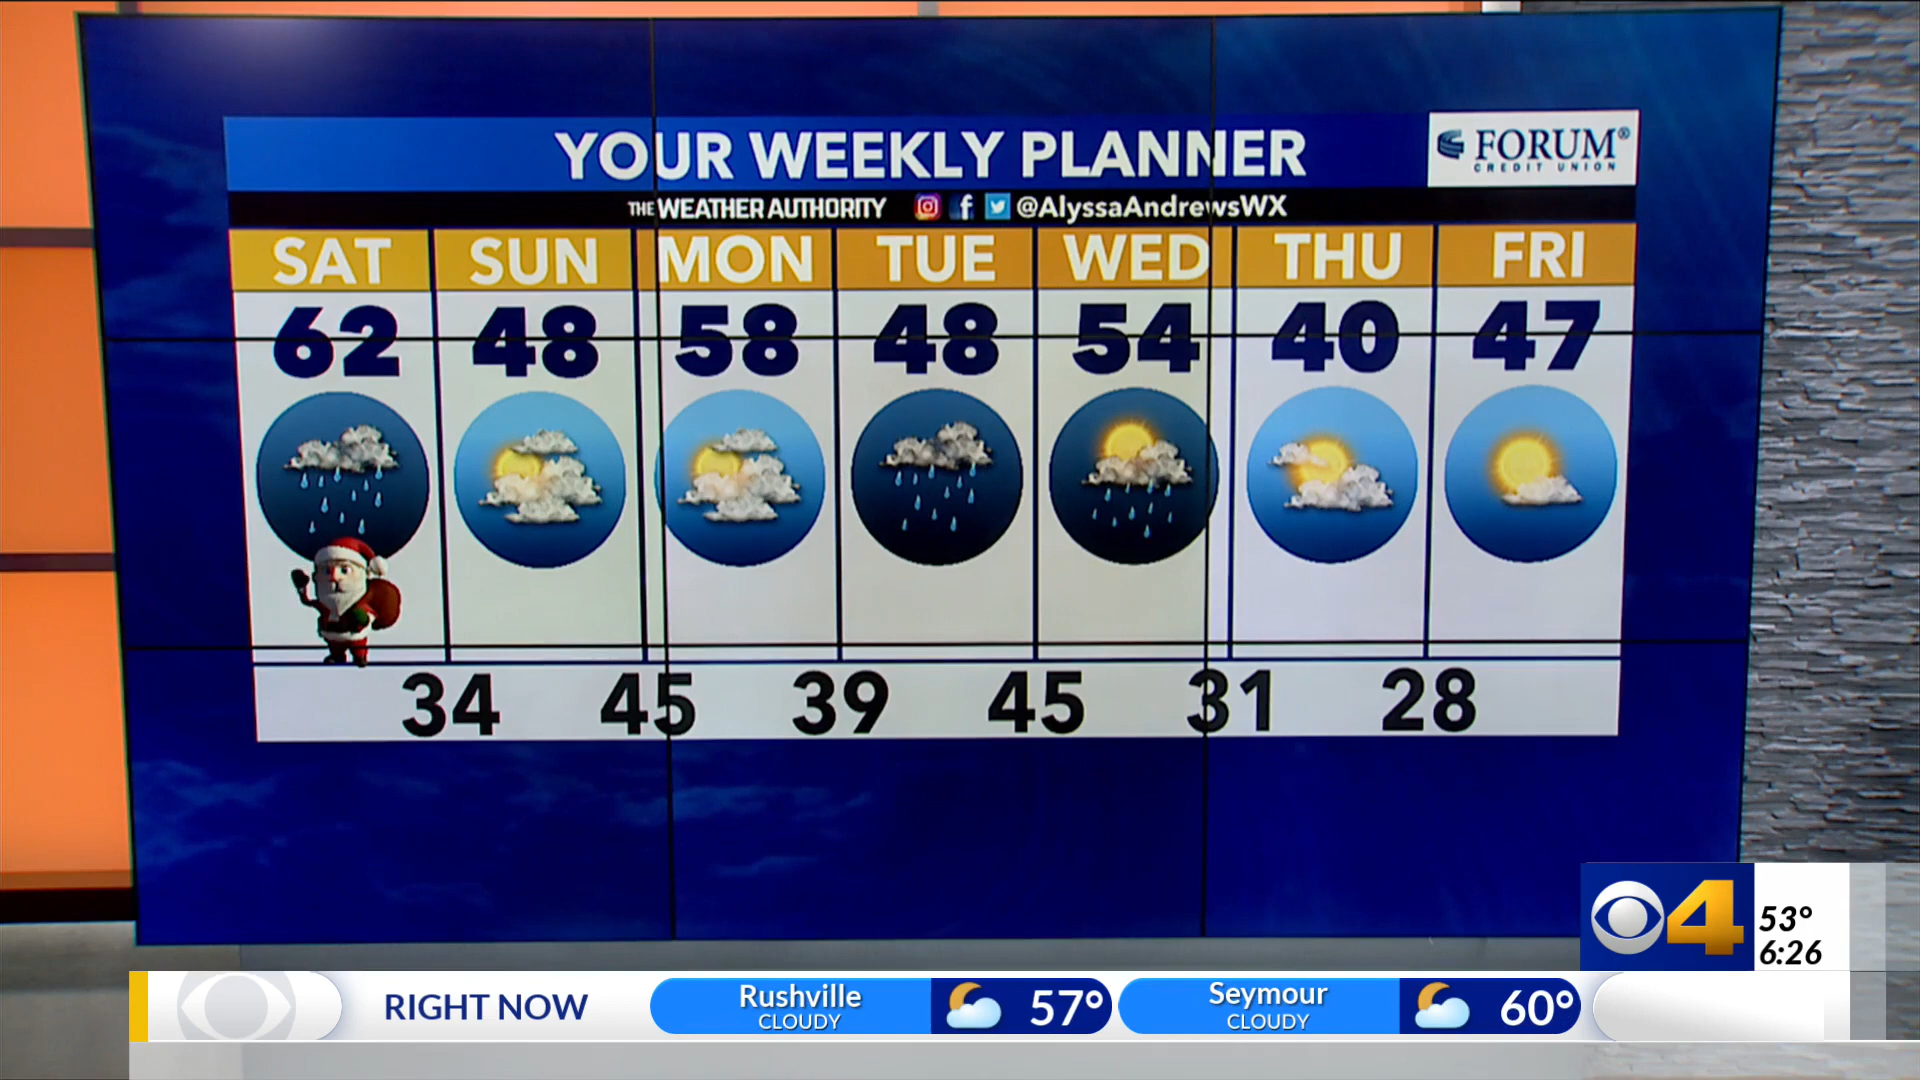 YOUR WEEKLY PLANNER
FORUM®
CREDIT UNION
THE WEATHER AUTHORITY @AlyssaAndrewsWX
SAT SUN MON TUE WED THU FRI
62 48 58 48 54 40 47
34 45 39 45 31 28
4
53°
6:26
RIGHT NOW
Rushville
CLOUDY
57°
Seymour
CLOUDY
60°